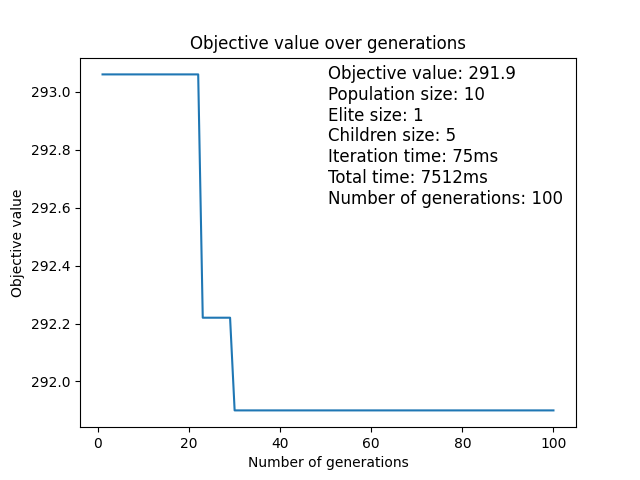 Objective value over generations
Objective value: 291.9
Population size: 10
Elite size: 1
Children size: 5
Iteration time: 75ms
Total time: 7512ms
Number of generations: 100
Objective value
293.0
292.8
292.6
292.4
292.2
292.0
0 20 40 60 80 100
Number of generations